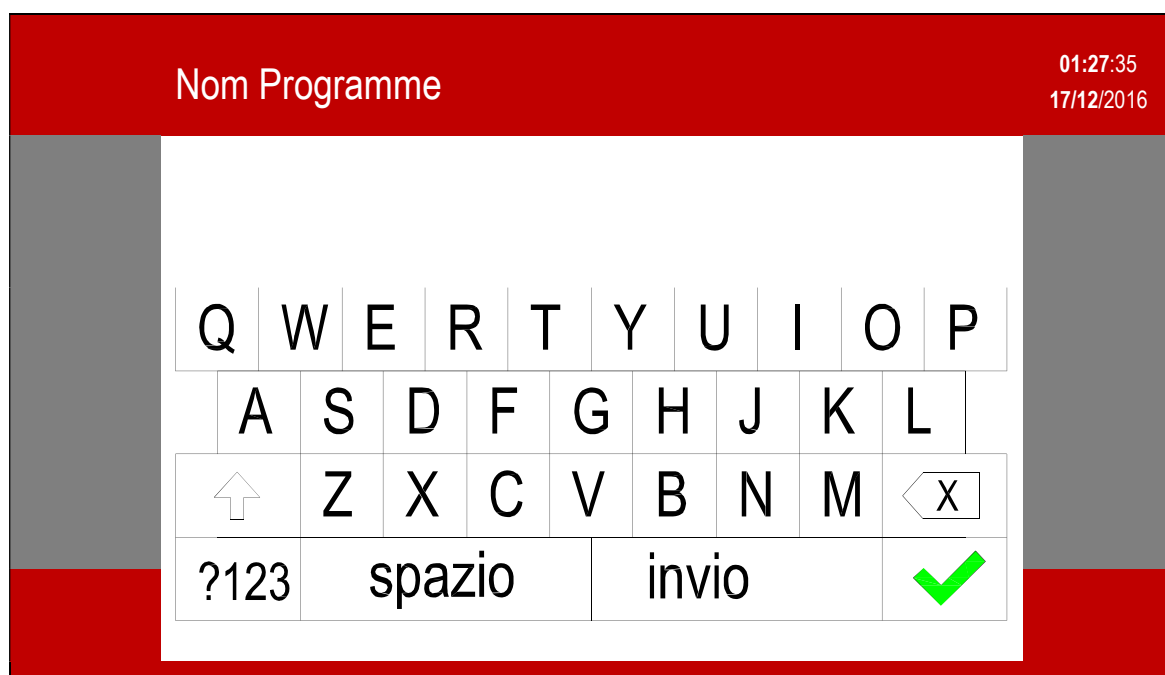 Nom Programme
01:27:35
17/12/2016
Q W E R T Y U I O P
A S D F G H J K L
Z X C V B N M X
?123 spazio invio